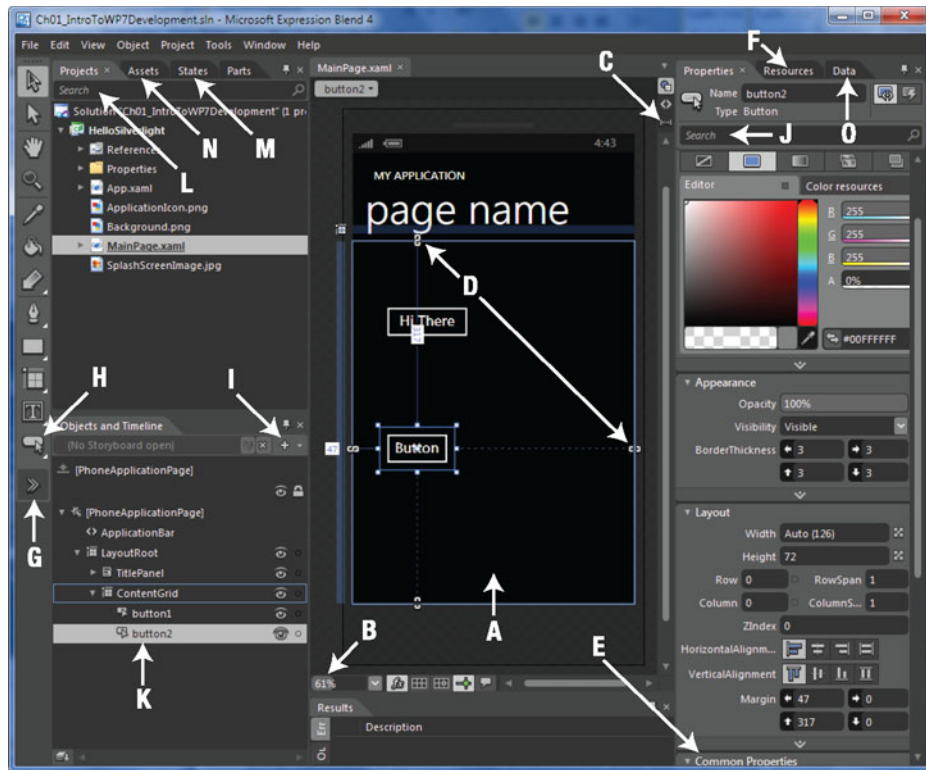 Ch01_IntroToWP7Development.sln - Microsoft Expression Blend 4
File Edit View Object Project Tools Window Help
F
Projects × Assets States Parts
MainPage.xaml ×
C
Properties × Resources Data
Search
button2
Name button2
Type Button
Solution "Ch01_IntroToWP7Development" (1 pr
N M
J O
HelloSilverlight
Search
References
L
Properties
App.xaml
ApplicationIcon.png
Background.png
MainPage.xaml
SplashScreenImage.jpg
4:43
MY APPLICATION
page name
D
Hi There
317
Button
47
Editor Color resources
R 255
G 255
B 255
A 0%
#00FFFFFF
Appearance
Opacity 100%
Visibility Visible
BorderThickness 3 3
3 3
H I
Objects and Timeline
(No Storyboard open)
[PhoneApplicationPage]
G
[PhoneApplicationPage]
ApplicationBar
LayoutRoot
TitlePanel
ContentGrid
button1
button2
K
A
B
61%
Results
Err Description
Layout
Width Auto (126)
Height 72
Row 0 RowSpan 1
Column 0 ColumnS... 1
ZIndex 0
E
HorizontalAlignm...
VerticalAlignment
Margin 47 0
317 0
Common Properties